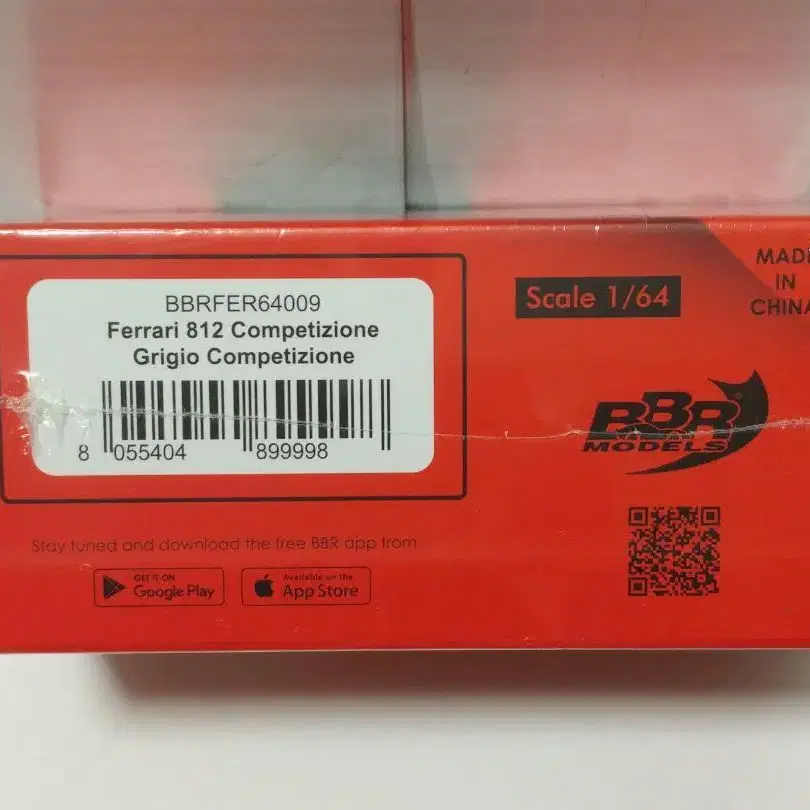 BBRFER64009
Ferrari 812 Competizione
Grigio Competizione
8 055404 899998
Scale 1/64
MADE
IN
CHINA
BBR
MODELS
Stay tuned and download the free BBR app from
GET IT ON
Google Play
Available on the
App Store